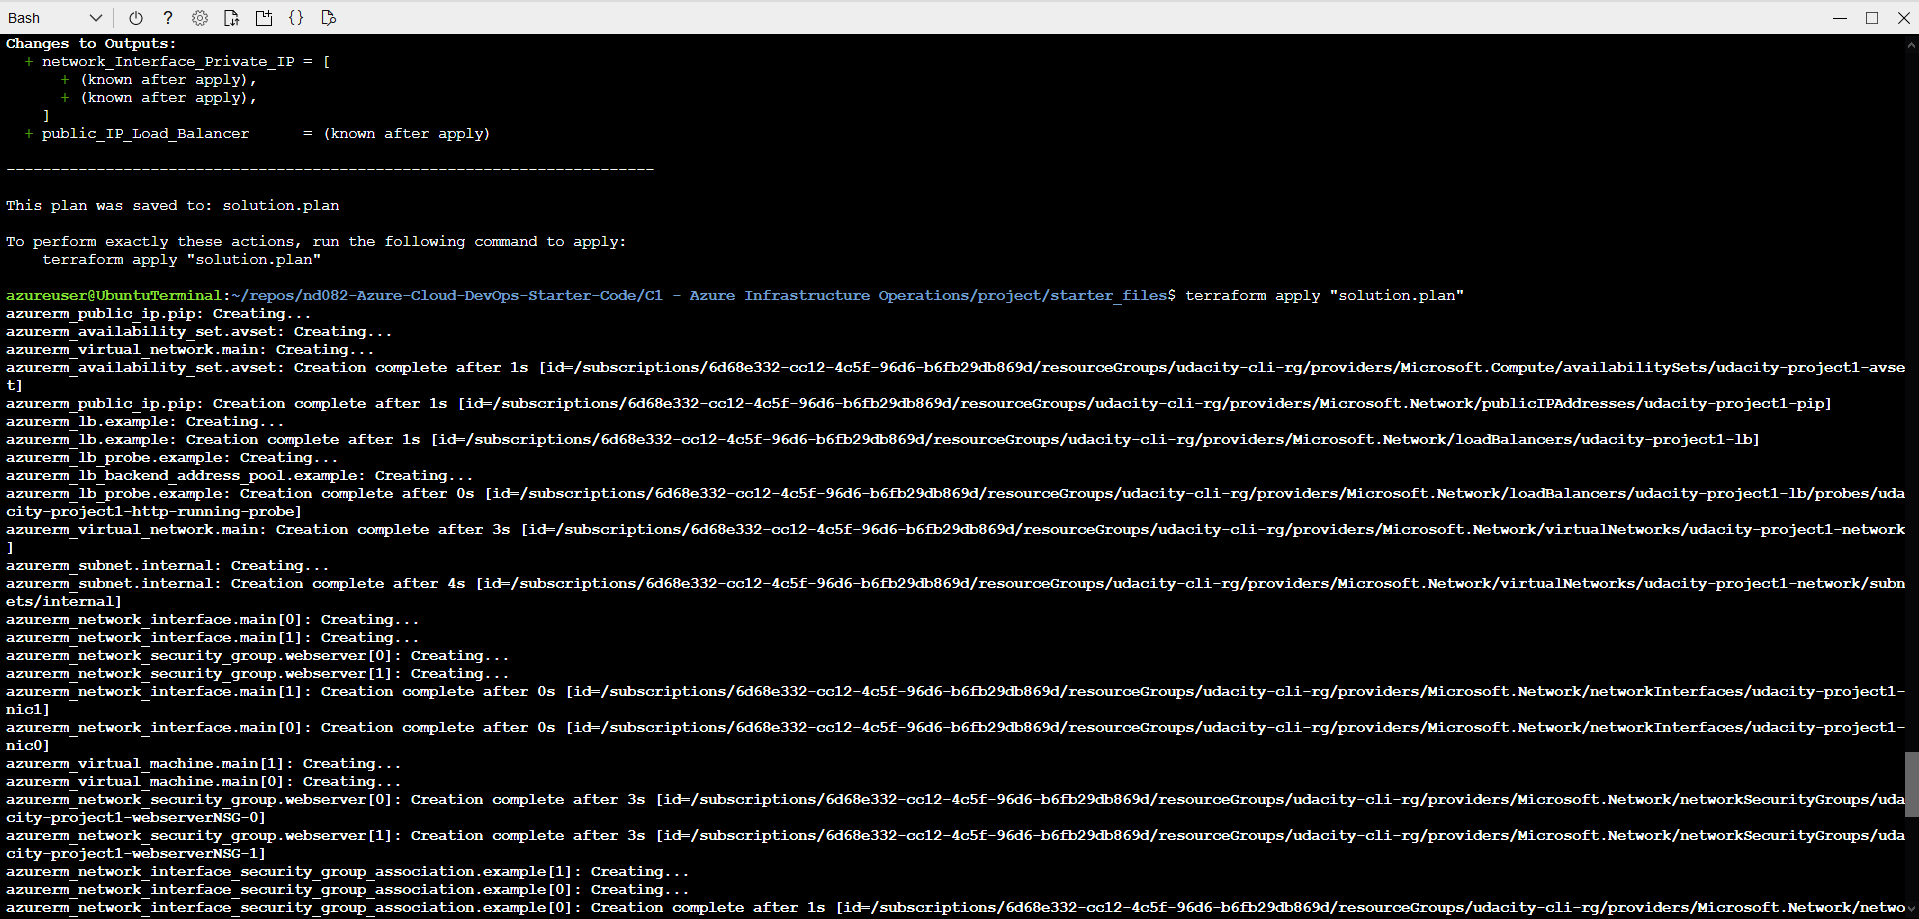 Bash
Changes to Outputs:
+ network_Interface_Private_IP = [
+ (known after apply),
+ (known after apply),
]
+ public_IP_Load_Balancer      = (known after apply)
------------------------------------------------------------------------
This plan was saved to: solution.plan
To perform exactly these actions, run the following command to apply:
terraform apply "solution.plan"
azureuser@UbuntuTerminal:~/repos/nd082-Azure-Cloud-DevOps-Starter-Code/C1 - Azure Infrastructure Operations/project/starter_files$ terraform apply "solution.plan"
azurerm_public_ip.pip: Creating...
azurerm_availability_set.avset: Creating...
azurerm_virtual_network.main: Creating...
azurerm_availability_set.avset: Creation complete after 1s [id=/subscriptions/6d68e332-cc12-4c5f-96d6-b6fb29db869d/resourceGroups/udacity-cli-rg/providers/Microsoft.Compute/availabilitySets/udacity-project1-avse
t]
azurerm_public_ip.pip: Creation complete after 1s [id=/subscriptions/6d68e332-cc12-4c5f-96d6-b6fb29db869d/resourceGroups/udacity-cli-rg/providers/Microsoft.Network/publicIPAddresses/udacity-project1-pip]
azurerm_lb.example: Creating...
azurerm_lb.example: Creation complete after 1s [id=/subscriptions/6d68e332-cc12-4c5f-96d6-b6fb29db869d/resourceGroups/udacity-cli-rg/providers/Microsoft.Network/loadBalancers/udacity-project1-lb]
azurerm_lb_probe.example: Creating...
azurerm_lb_backend_address_pool.example: Creating...
azurerm_lb_probe.example: Creation complete after 0s [id=/subscriptions/6d68e332-cc12-4c5f-96d6-b6fb29db869d/resourceGroups/udacity-cli-rg/providers/Microsoft.Network/loadBalancers/udacity-project1-lb/probes/uda
city-project1-http-running-probe]
azurerm_virtual_network.main: Creation complete after 3s [id=/subscriptions/6d68e332-cc12-4c5f-96d6-b6fb29db869d/resourceGroups/udacity-cli-rg/providers/Microsoft.Network/virtualNetworks/udacity-project1-network
]
azurerm_subnet.internal: Creating...
azurerm_subnet.internal: Creation complete after 4s [id=/subscriptions/6d68e332-cc12-4c5f-96d6-b6fb29db869d/resourceGroups/udacity-cli-rg/providers/Microsoft.Network/virtualNetworks/udacity-project1-network/subn
ets/internal]
azurerm_network_interface.main[0]: Creating...
azurerm_network_interface.main[1]: Creating...
azurerm_network_security_group.webserver[0]: Creating...
azurerm_network_security_group.webserver[1]: Creating...
azurerm_network_interface.main[1]: Creation complete after 0s [id=/subscriptions/6d68e332-cc12-4c5f-96d6-b6fb29db869d/resourceGroups/udacity-cli-rg/providers/Microsoft.Network/networkInterfaces/udacity-project1-
nic1]
azurerm_network_interface.main[0]: Creation complete after 0s [id=/subscriptions/6d68e332-cc12-4c5f-96d6-b6fb29db869d/resourceGroups/udacity-cli-rg/providers/Microsoft.Network/networkInterfaces/udacity-project1-
nic0]
azurerm_virtual_machine.main[1]: Creating...
azurerm_virtual_machine.main[0]: Creating...
azurerm_network_security_group.webserver[0]: Creation complete after 3s [id=/subscriptions/6d68e332-cc12-4c5f-96d6-b6fb29db869d/resourceGroups/udacity-cli-rg/providers/Microsoft.Network/networkSecurityGroups/uda
city-project1-webserverNSG-0]
azurerm_network_security_group.webserver[1]: Creation complete after 3s [id=/subscriptions/6d68e332-cc12-4c5f-96d6-b6fb29db869d/resourceGroups/udacity-cli-rg/providers/Microsoft.Network/networkSecurityGroups/uda
city-project1-webserverNSG-1]
azurerm_network_interface_security_group_association.example[1]: Creating...
azurerm_network_interface_security_group_association.example[0]: Creating...
azurerm_network_interface_security_group_association.example[0]: Creation complete after 1s [id=/subscriptions/6d68e332-cc12-4c5f-96d6-b6fb29db869d/resourceGroups/udacity-cli-rg/providers/Microsoft.Network/netwo